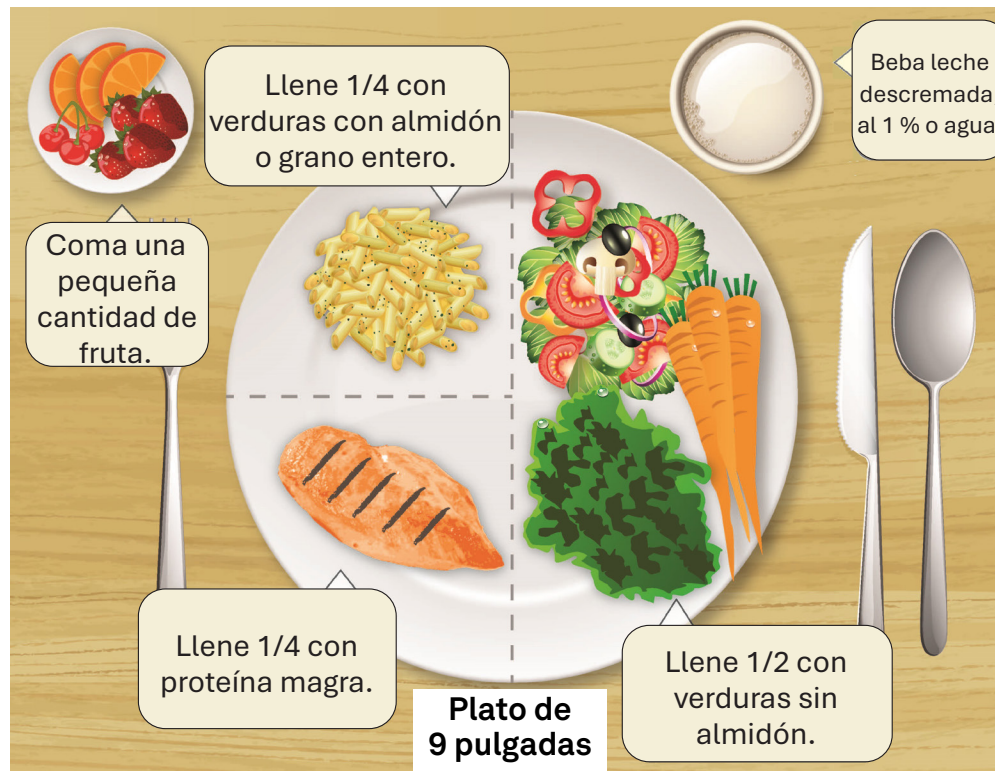 Llene 1/4 con
verduras con almidón
o grano entero.
Beba leche
descremada
al 1 % o agua
Coma una
pequeña
cantidad de
fruta.
Llene 1/4 con
proteína magra.
Plato de
9 pulgadas
Llene 1/2 con
verduras sin
almidón.